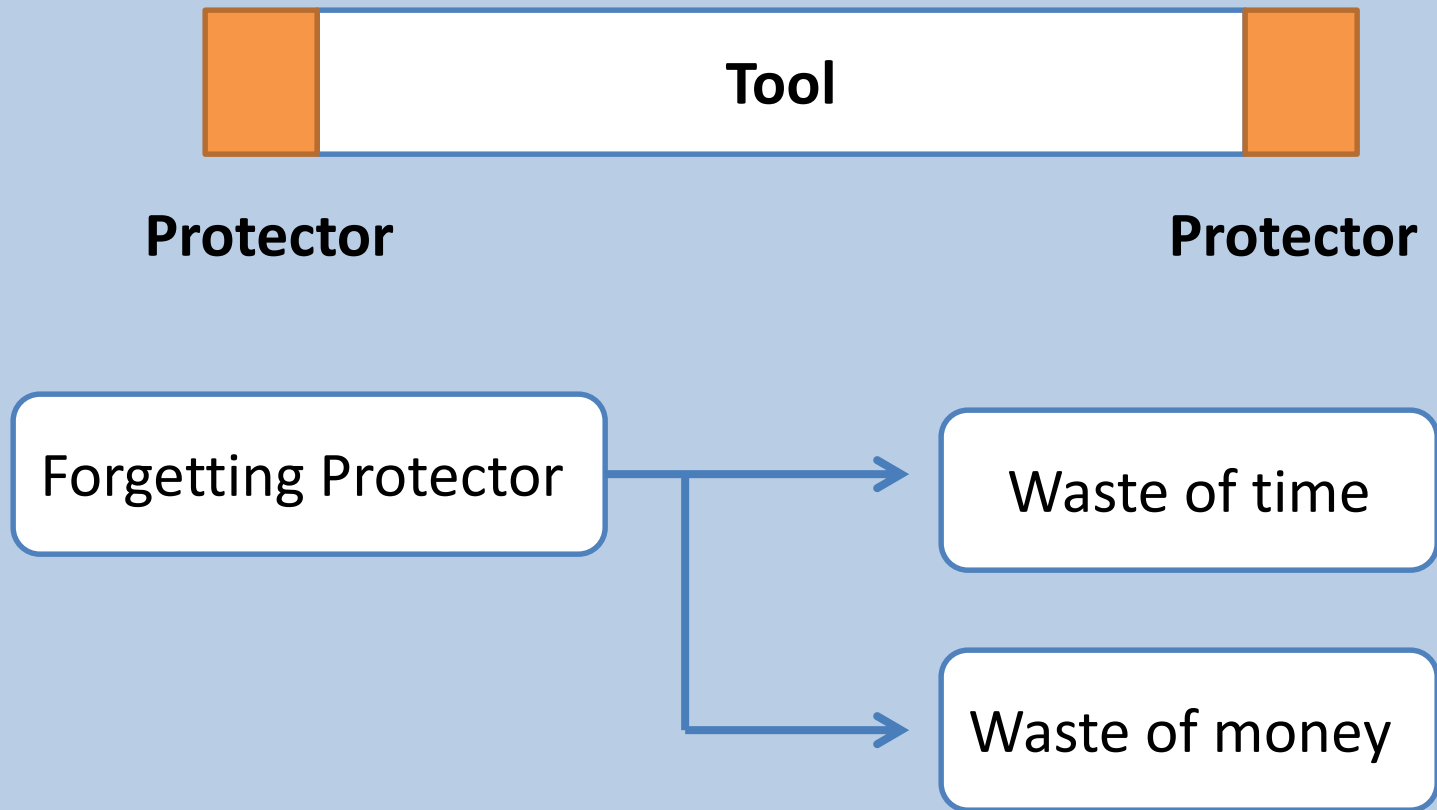 Tool
Protector
Protector
Forgetting Protector
Waste of time
Waste of money